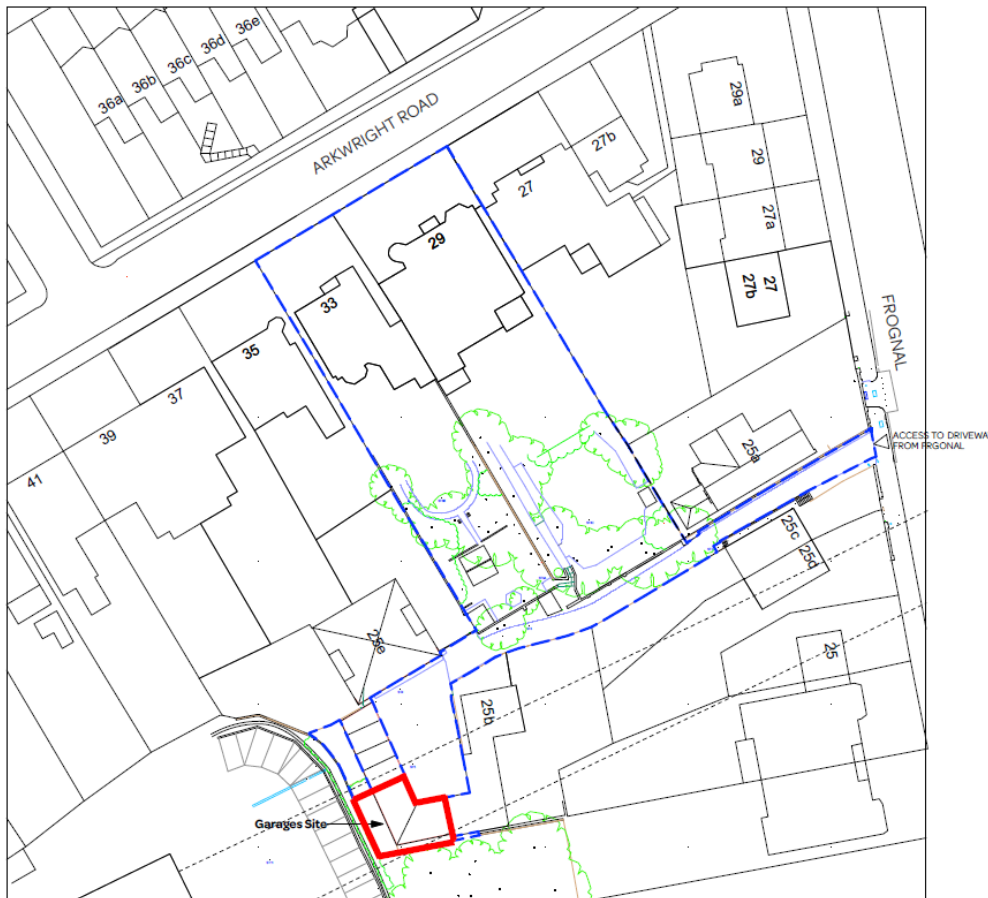 36a
36b
36c
36d
36e
ARKWRIGHT ROAD
29a
27b
29
27
27a
29
27
27b
33
FROGNAL
35
37
39
41
ACCESS TO DRIVEWA
FROM FRGONAL
25a
25c
25d
25e
25
25b
Garages Site